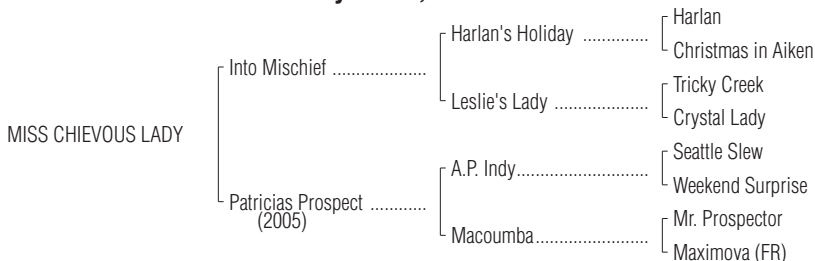 Harlan
Harlan's Holiday ..............
Christmas in Aiken
Into Mischief .....................
Tricky Creek
Leslie's Lady ....................
Crystal Lady
MISS CHIEVOUS LADY
Seattle Slew
A.P. Indy............................
Weekend Surprise
Patricias Prospect ............
(2005)
Mr. Prospector
Macoumba........................
Maximova (FR)